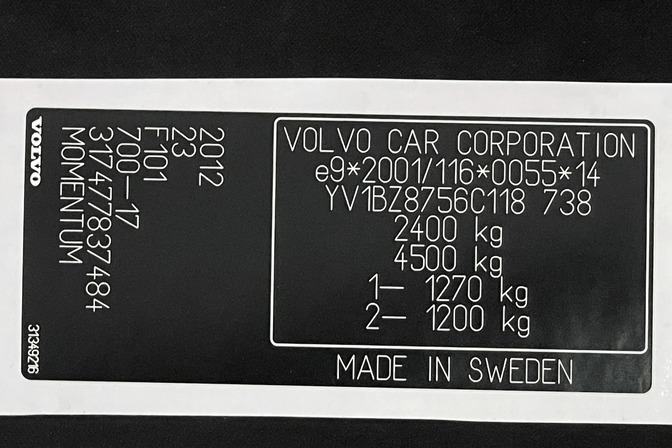 VOLVO CAR CORPORATION
e9*2001/116*0055*14
YV1BZ8756C118 738
2400 kg
4500 kg
1— 1270 kg
2— 1200 kg
MADE IN SWEDEN
2012
23
F101
700—17
317477837484
MOMENTUM
VOLVO
31349216